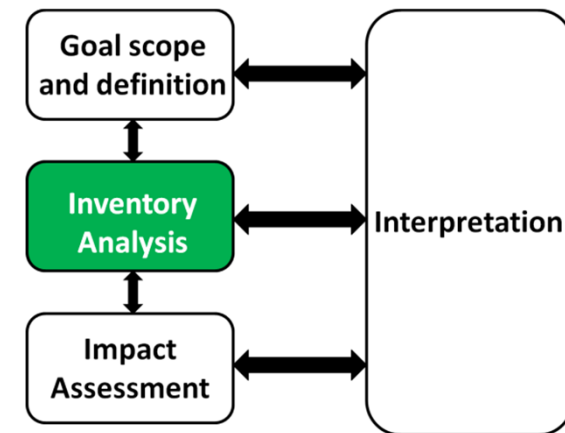 Goal scope
and definition
Inventory
Analysis
Interpretation
Impact
Assessment